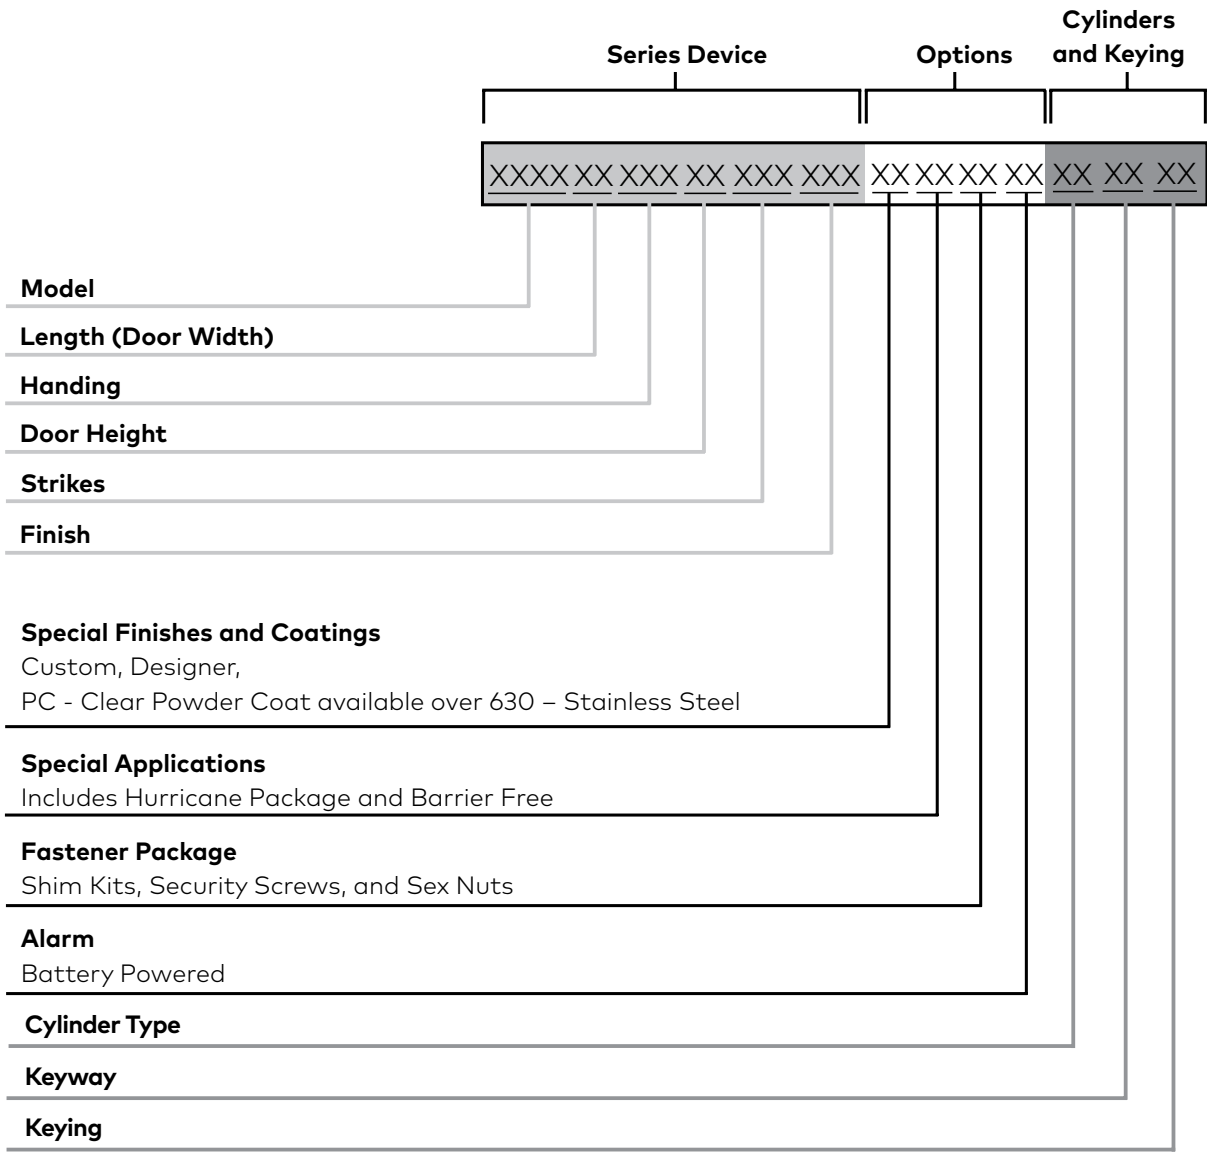 Cylinders
Series Device Options and Keying
XXXX XX XXX XX XXX XXX XX XX XX XX XX XX XX
Model
Length (Door Width)
Handing
Door Height
Strikes
Finish
Special Finishes and Coatings
Custom, Designer,
PC - Clear Powder Coat available over 630 – Stainless Steel
Special Applications
Includes Hurricane Package and Barrier Free
Fastener Package
Shim Kits, Security Screws, and Sex Nuts
Alarm
Battery Powered
Cylinder Type
Keyway
Keying